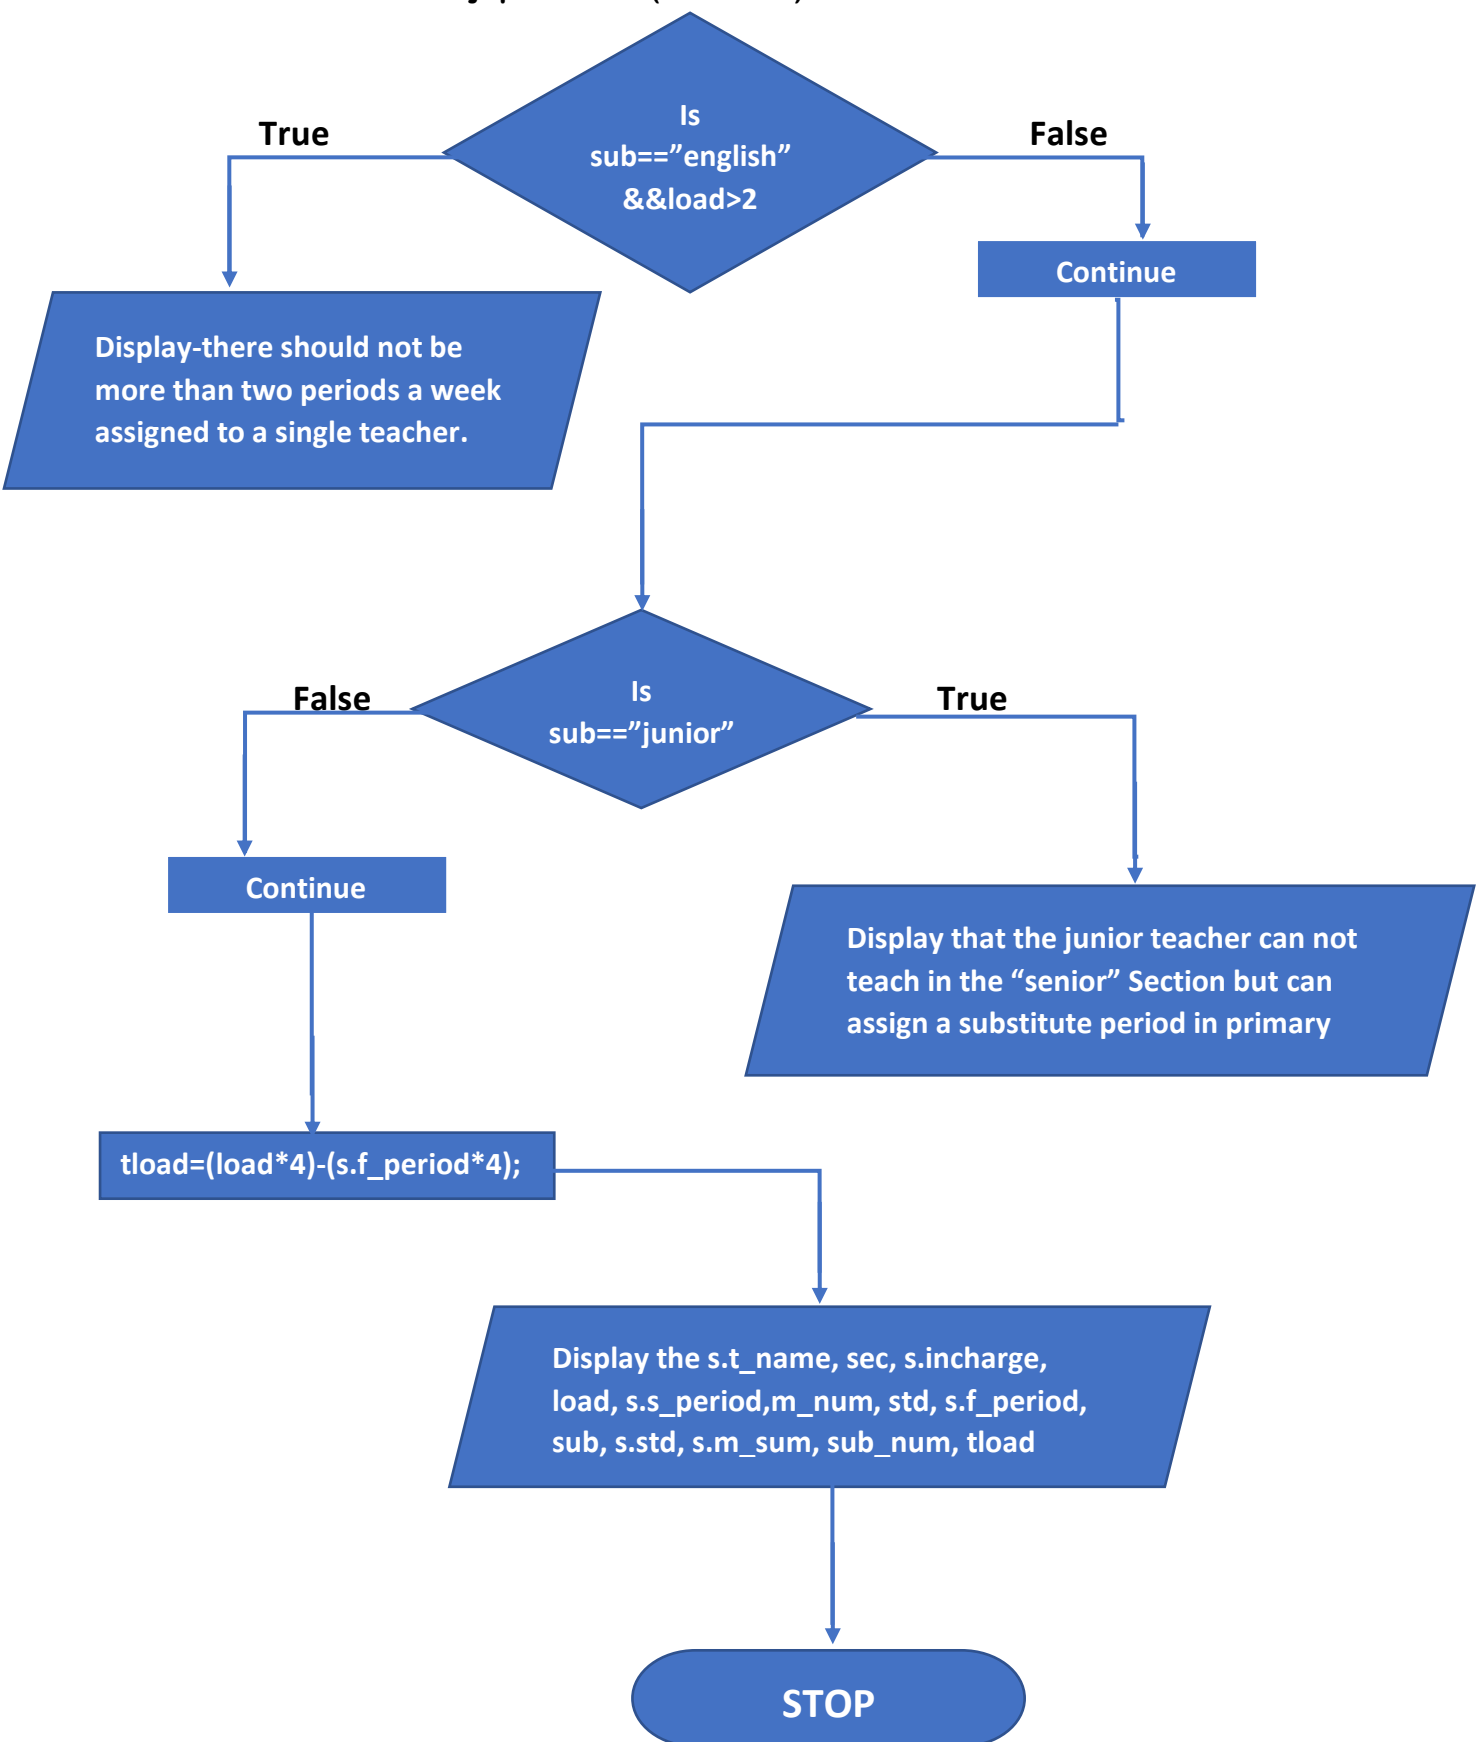 Is
sub==”english”
&&load>2
True
False
Continue
Display-there should not be
more than two periods a week
assigned to a single teacher.
Is
sub==”junior”
False
True
Continue
Display that the junior teacher can not
teach in the “senior” Section but can
assign a substitute period in primary
tload=(load*4)-(s.f_period*4);
Display the s.t_name, sec, s.incharge,
load, s.s_period,m_num, std, s.f_period,
sub, s.std, s.m_sum, sub_num, tload
STOP